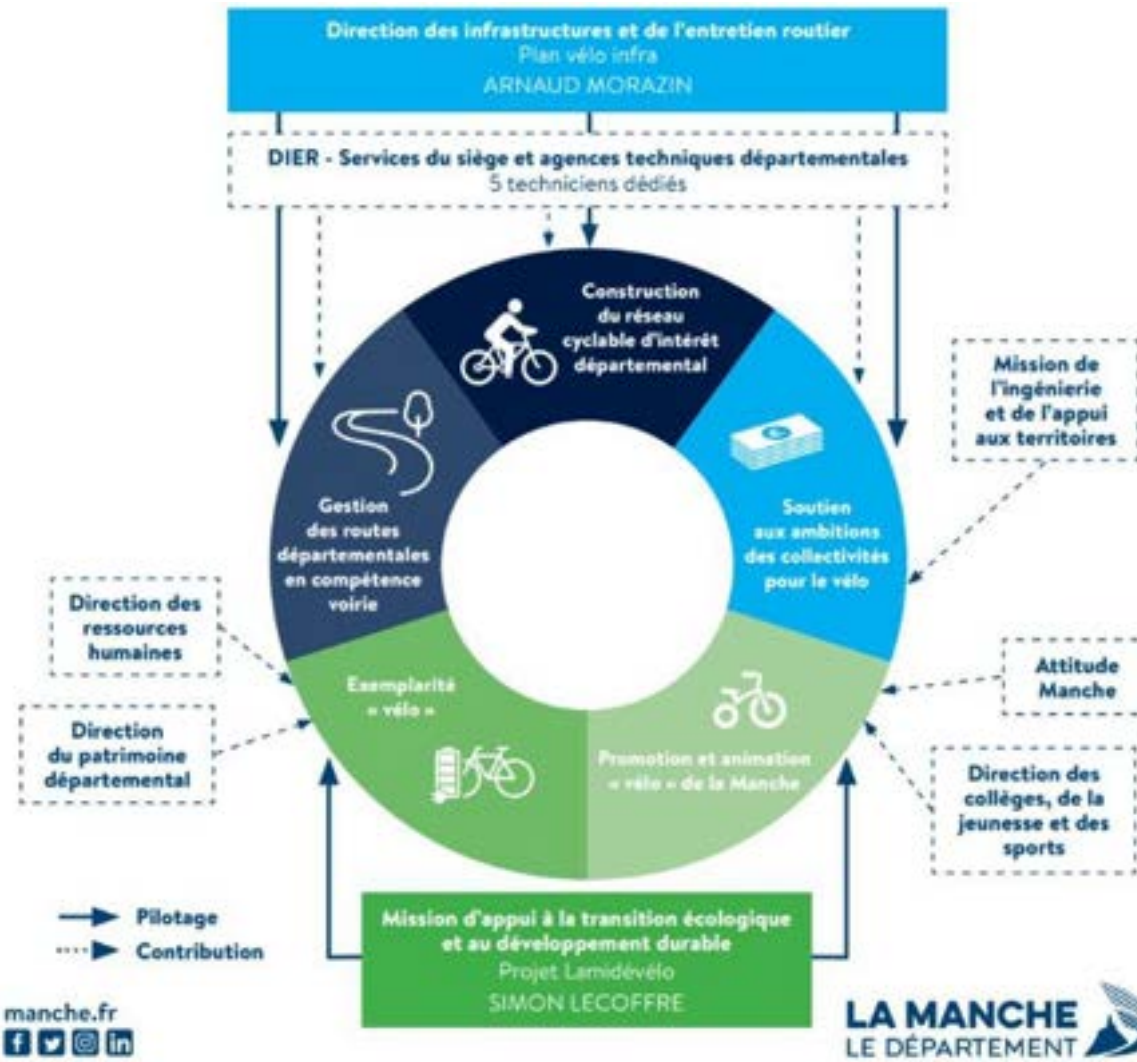 Direction des infrastructures et de l'entretien routier
Plan vélo infra
ARNAUD MORAZIN
DIER - Services du siège et agences techniques départementales
5 techniciens dédiés
Construction
du réseau
cyclable d'intérêt
départemental
Mission de
l'ingénierie
et de l'appui
aux territoires
Gestion
des routes
départementales
en compétence
voirie
Soutien
aux ambitions
des collectivités
pour le vélo
Direction des
ressources
humaines
Exemplarité
« vélo »
Attitude
Manche
Direction
du patrimoine
départemental
Promotion et animation
« vélo » de la Manche
Direction des
collèges, de la
jeunesse et des
sports
Pilotage
Contribution
Mission d'appui à la transition écologique
et au développement durable
Projet Lamidévélo
SIMON LECOFFRE
manche.fr
LA MANCHE
LE DÉPARTEMENT